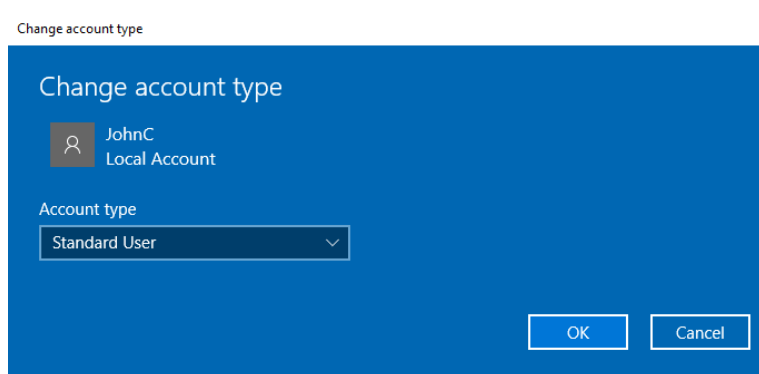 Change account type
Change account type
JohnC
Local Account
Account type
Standard User
OK
Cancel